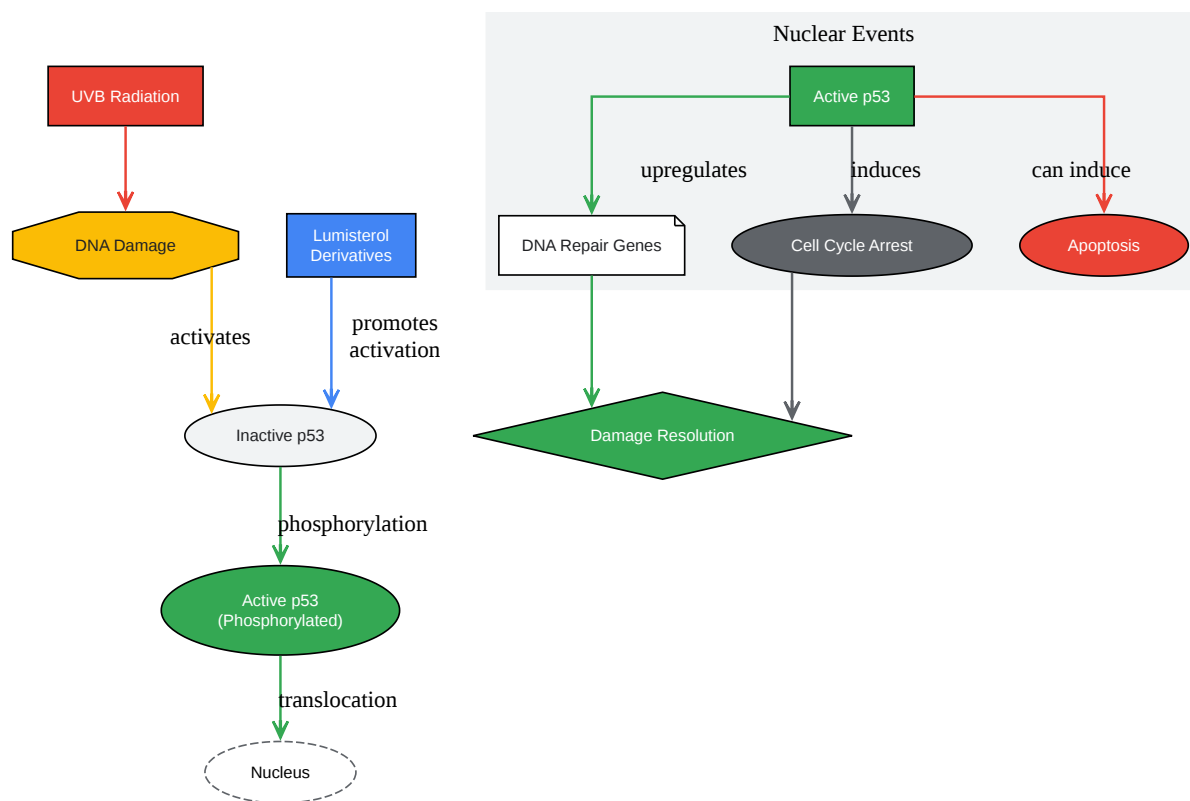 Nuclear Events
UVB Radiation
Active p53
upregulates
induces
can induce
DNA Damage
Lumisterol
Derivatives
DNA Repair Genes
Cell Cycle Arrest
Apoptosis
activates
promotes
activation
Inactive p53
Damage Resolution
phosphorylation
Active p53
(Phosphorylated)
translocation
Nucleus